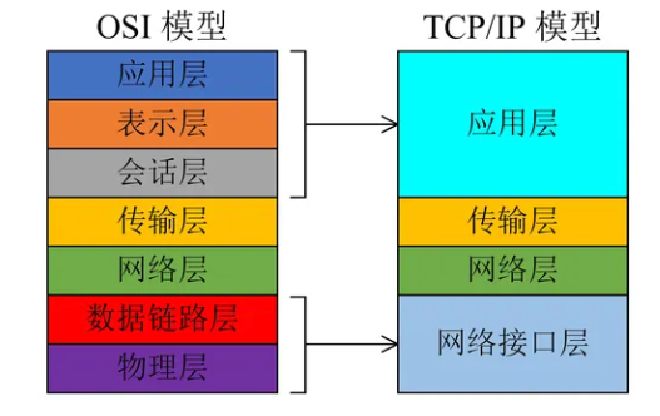 OSI 模型
应用层
表示层
会话层
传输层
网络层
数据链路层
物理层
TCP/IP 模型
应用层
传输层
网络层
网络接口层